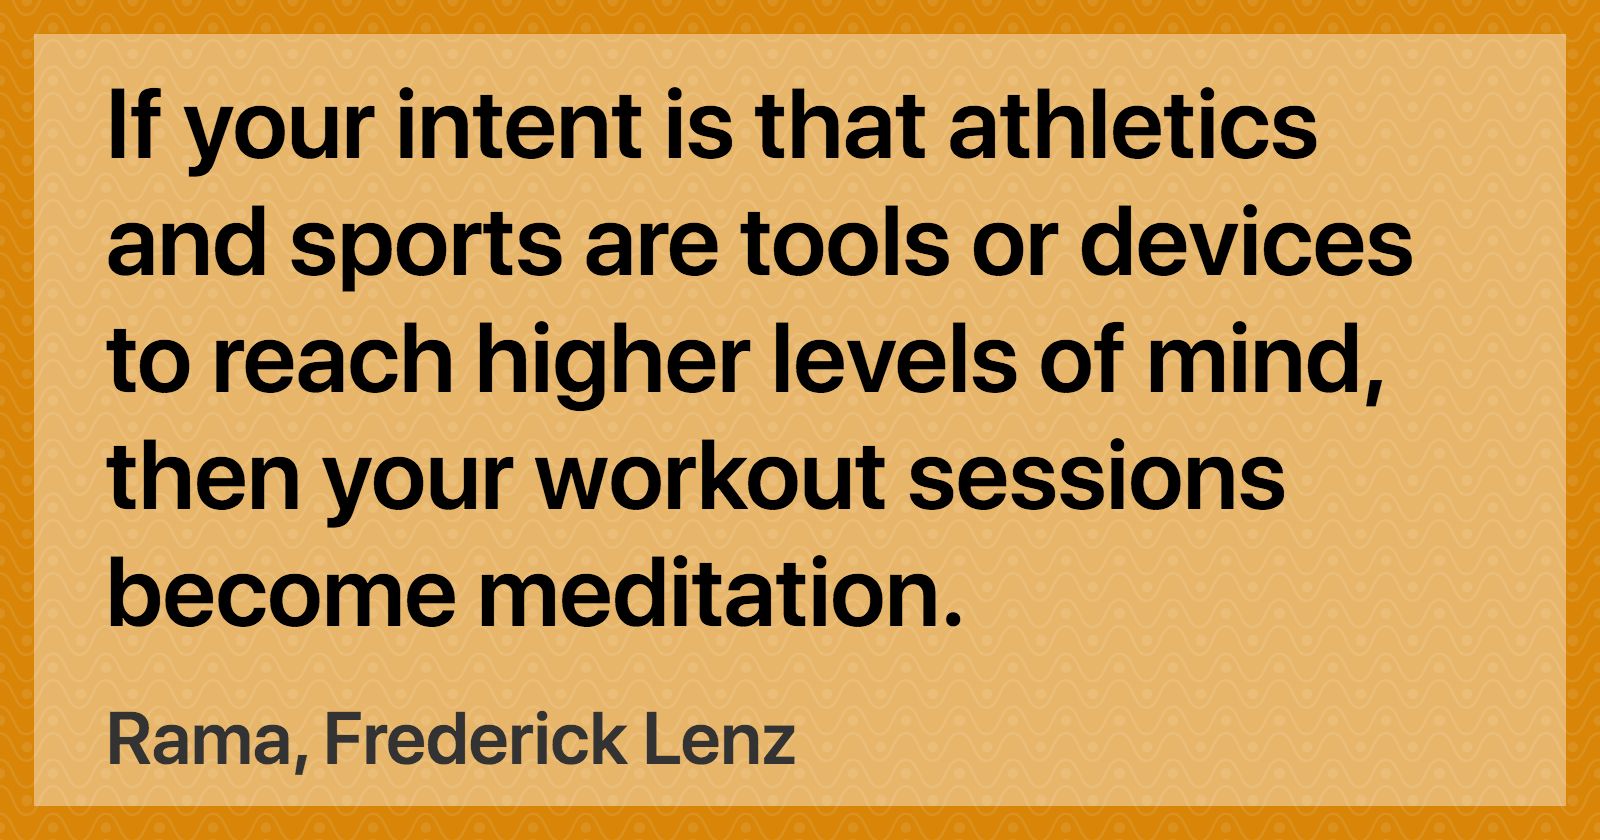 If your intent is that athletics
and sports are tools or devices
to reach higher levels of mind,
then your workout sessions
become meditation.
Rama, Frederick Lenz